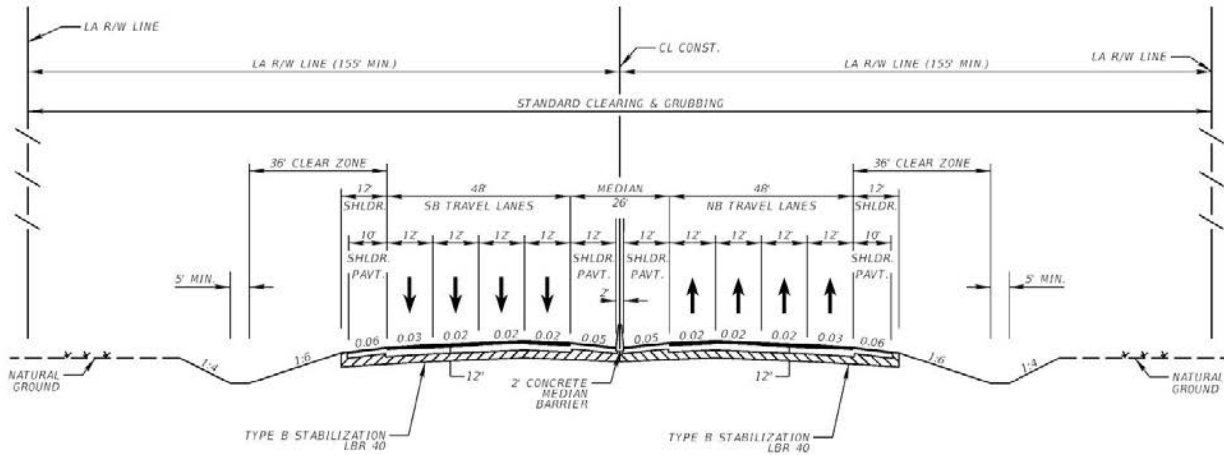 LA R/W LINE
CL CONST.
LA R/W LINE (155' MIN.)
LA R/W LINE (155' MIN.)
LA R/W LINE
STANDARD CLEARING & GRUBBING
36' CLEAR ZONE
36' CLEAR ZONE
12' 48' MEDIAN 48' 12'
SHLDR. SB TRAVEL LANES 26' NB TRAVEL LANES SHLDR.
10' 12' 12' 12' 12' 12' 12' 12' 12' 12' 12' 10'
SHLDR. SHLDR. SHLDR. SHLDR.
PAVT. PAVT. PAVT. PAVT.
5' MIN. 2' 5' MIN.
0.06 0.03 0.02 0.02 0.02 0.05 0.05 0.02 0.02 0.02 0.03 0.06
1:4 1:6 1:6 1:4
NATURAL
GROUND
12"
2' CONCRETE
MEDIAN
BARRIER
12"
NATURAL
GROUND
TYPE B STABILIZATION
LBR 40
TYPE B STABILIZATION
LBR 40